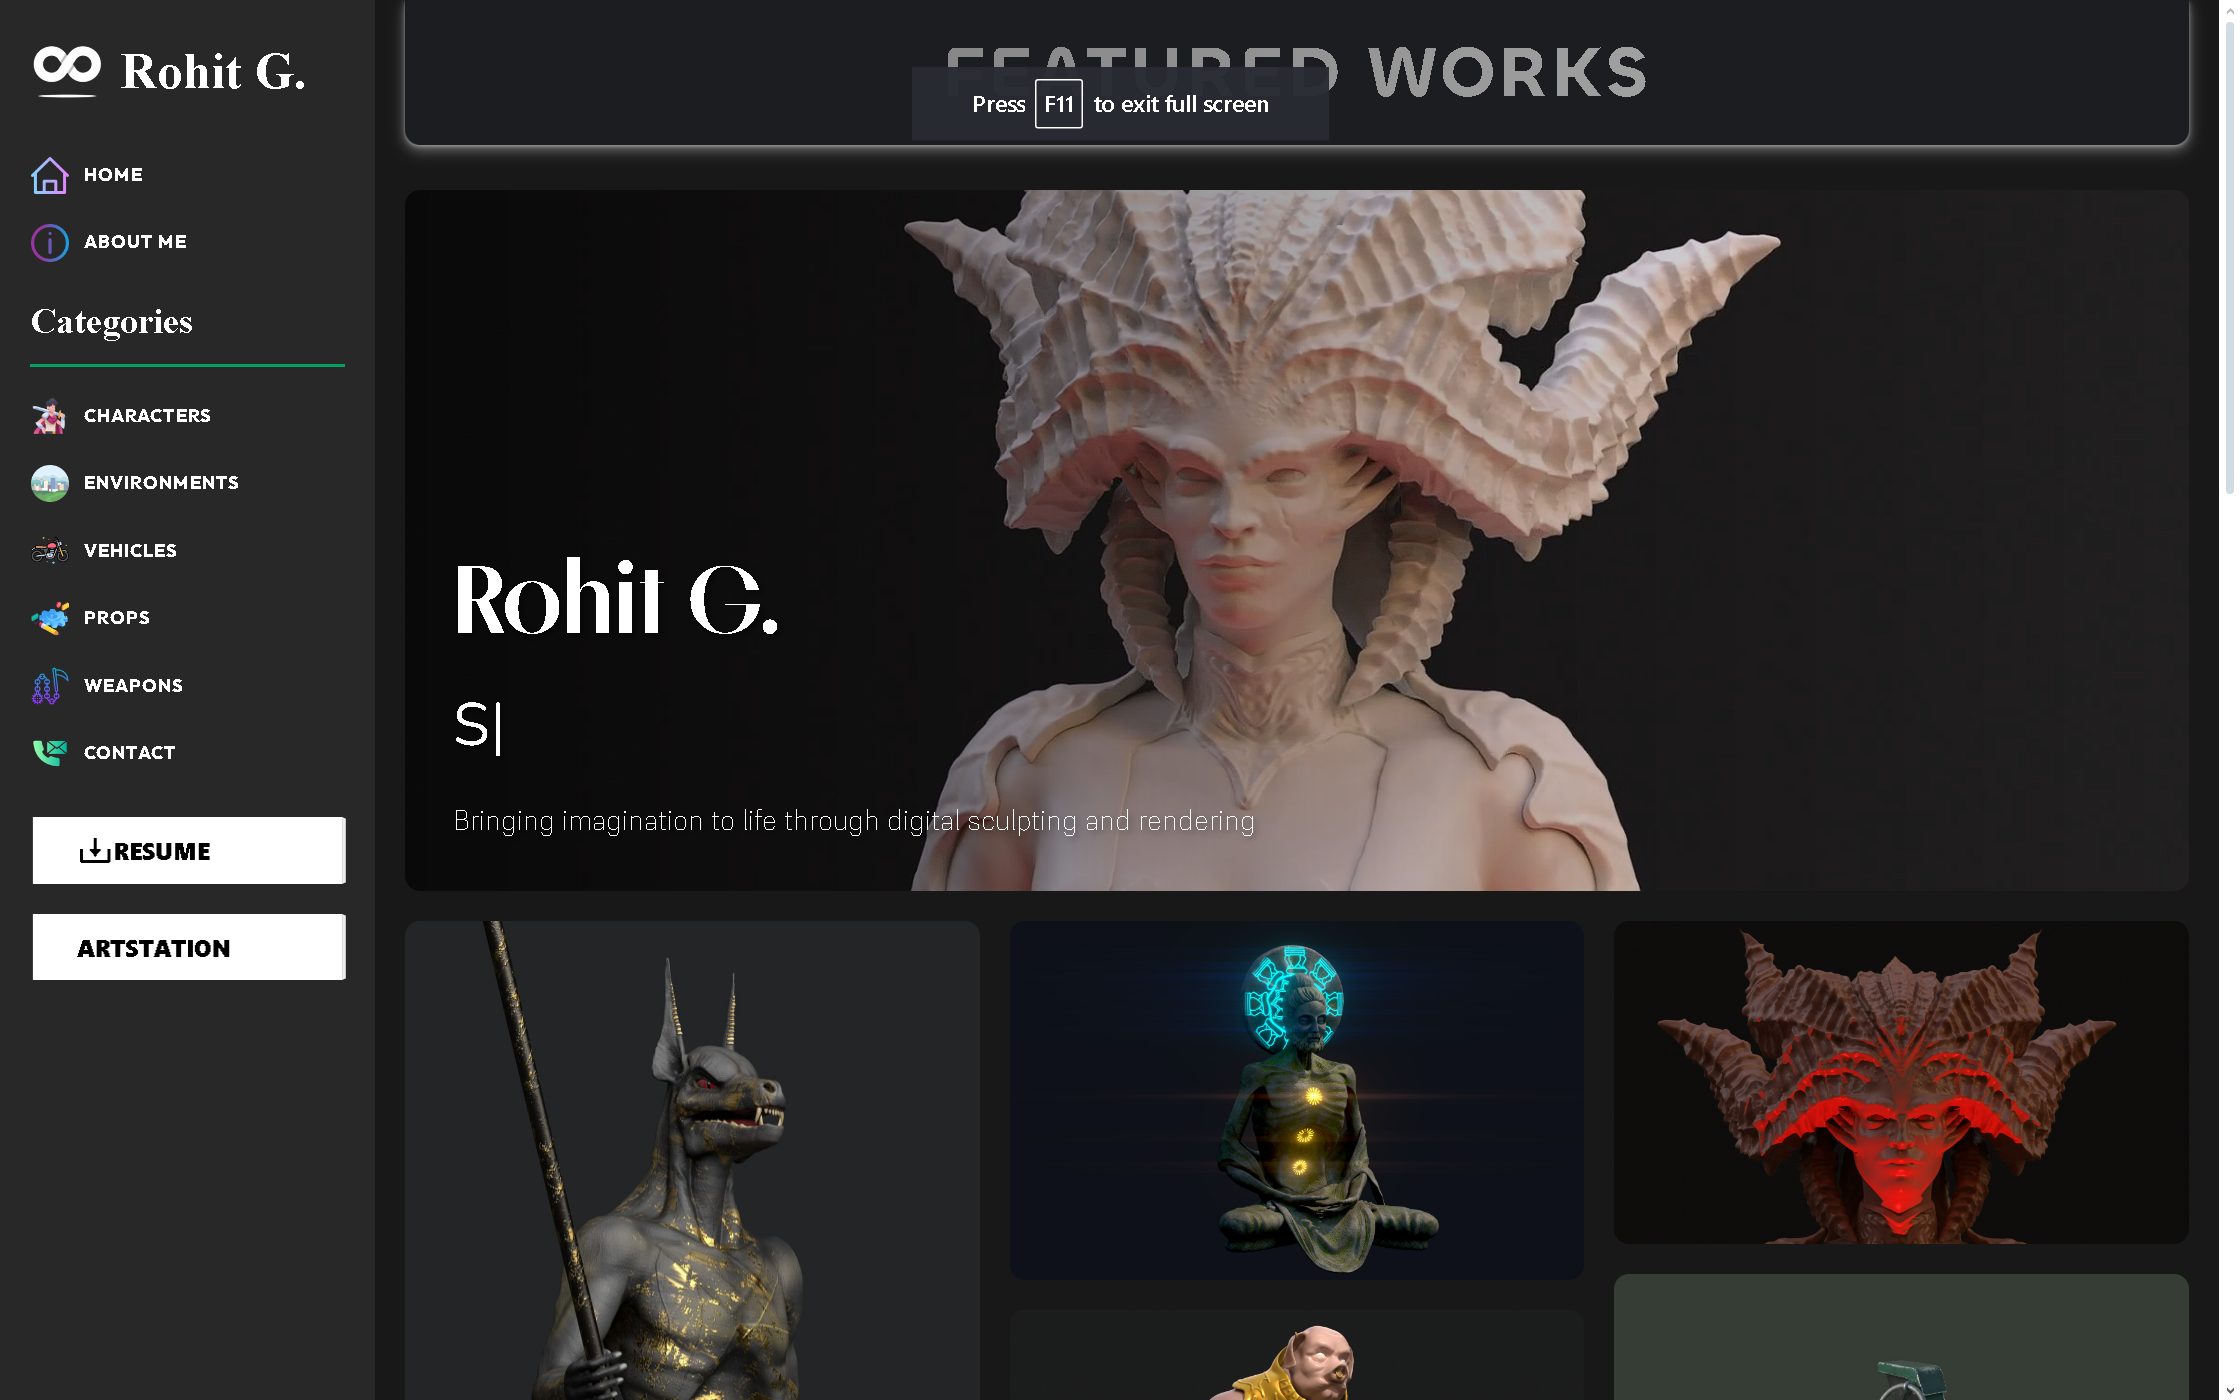 Rohit G.
HOME
ABOUT ME
Categories
CHARACTERS
ENVIRONMENTS
VEHICLES
PROPS
WEAPONS
CONTACT
RESUME
ARTSTATION
FEATURED WORKS
Press F11 to exit full screen
Rohit G.
S|
Bringing imagination to life through digital sculpting and rendering